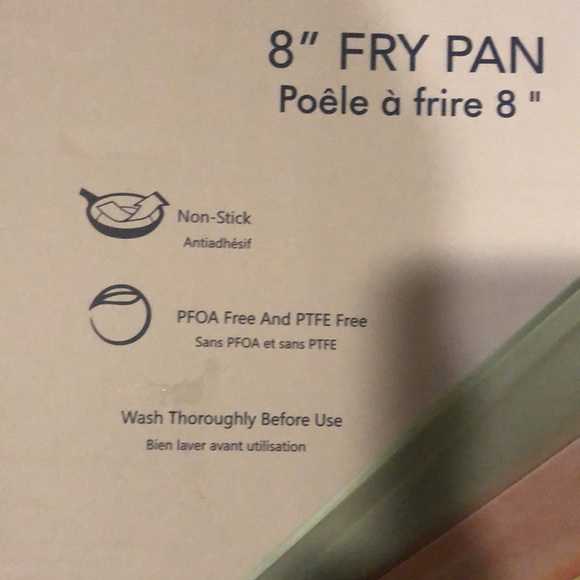 8" FRY PAN
Poêle à frire 8 "
Non-Stick
Antiadhésif
PFOA Free And PTFE Free
Sans PFOA et sans PTFE
Wash Thoroughly Before Use
Bien laver avant utilisation